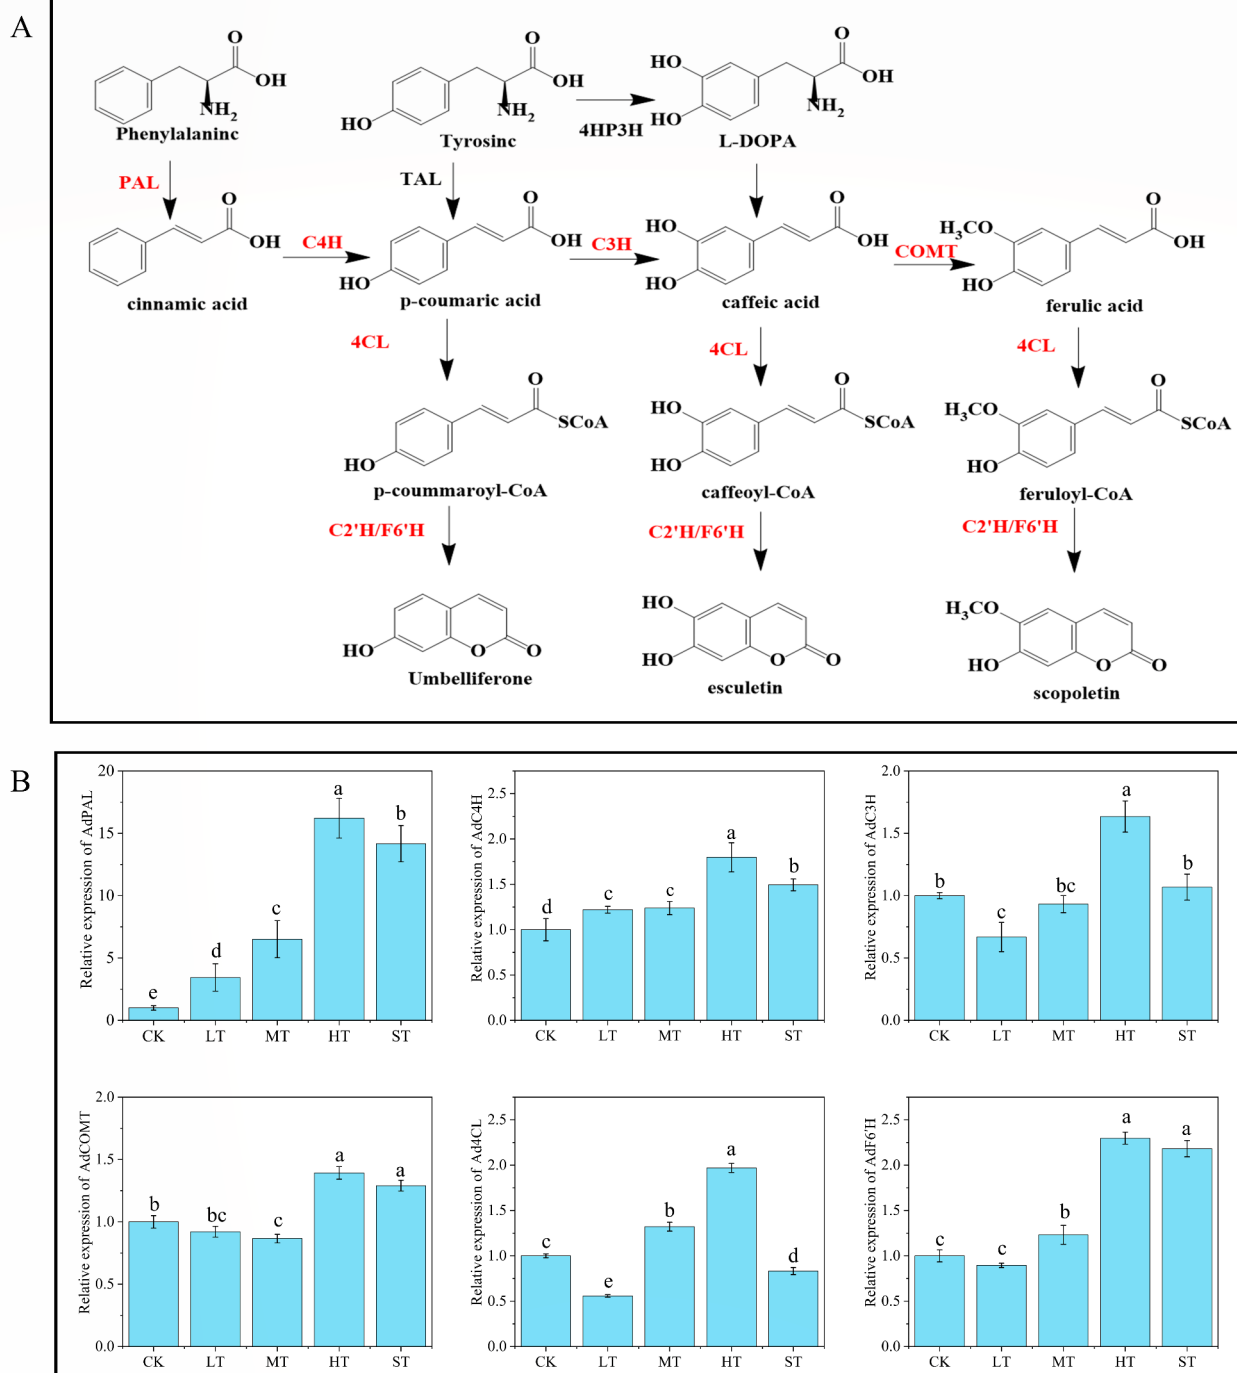 A
O
OH
NH2
Phenylalaninc
O
OH
NH2
HO
Tyrosinc
4HP3H
HO
HO
O
OH
NH2
L-DOPA
PAL
TAL
O
OH
cinnamic acid
C4H
O
OH
HO
p-coumaric acid
C3H
HO
HO
O
OH
caffeic acid
COMT
H3CO
HO
O
OH
ferulic acid
4CL
4CL
4CL
O
SCoA
HO
p-coummaroyl-CoA
HO
HO
O
SCoA
caffeoyl-CoA
H3CO
HO
O
SCoA
feruloyl-CoA
C2'H/F6'H
C2'H/F6'H
C2'H/F6'H
HO
O
O
Umbelliferone
HO
HO
O
O
esculetin
H3CO
HO
O
O
scopoletin
B
Relative expression of AdPAL
20
15
10
5
0
e
d
c
a
b
CK LT MT HT ST
Relative expression of AdC4H
2.5
2.0
1.5
1.0
0.5
0.0
d
c
c
a
b
CK LT MT HT ST
Relative expression of AdC3H
2.0
1.5
1.0
0.5
0.0
b
c
bc
a
b
CK LT MT HT ST
Relative expression of AdCOMT
2.0
1.5
1.0
0.5
0.0
b
bc
c
a
a
CK LT MT HT ST
Relative expression of Ad4CL
2.5
2.0
1.5
1.0
0.5
0.0
c
e
b
a
d
CK LT MT HT ST
Relative expression of AdF6'H
2.5
2.0
1.5
1.0
0.5
0.0
c
c
b
a
a
CK LT MT HT ST